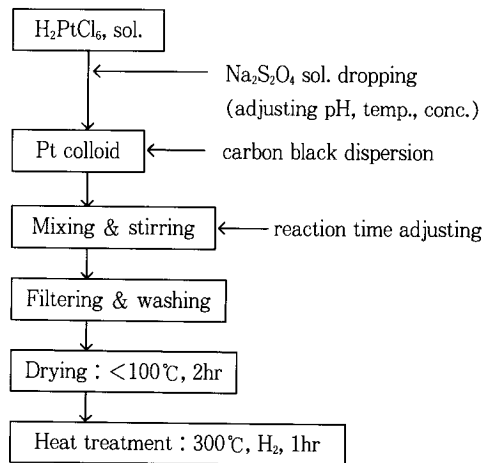 H₂PtCl₆, sol.
Na₂S₂O₄ sol. dropping
(adjusting pH, temp., conc.)
Pt colloid
carbon black dispersion
Mixing & stirring
reaction time adjusting
Filtering & washing
Drying : <100℃, 2hr
Heat treatment : 300℃, H₂, 1hr